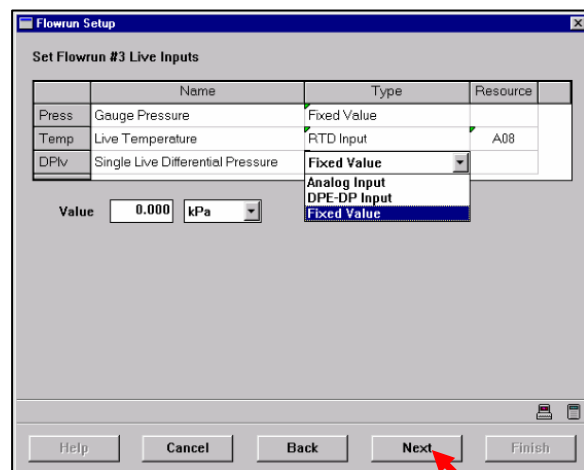 Flowrun Setup
Set Flowrun #3 Live Inputs
Name Type Resource
Press Gauge Pressure Fixed Value
Temp Live Temperature RTD Input A08
DPlv Single Live Differential Pressure Fixed Value
Analog Input
DPE-DP Input
Fixed Value
Value 0.000 kPa
Help Cancel Back Next Finish